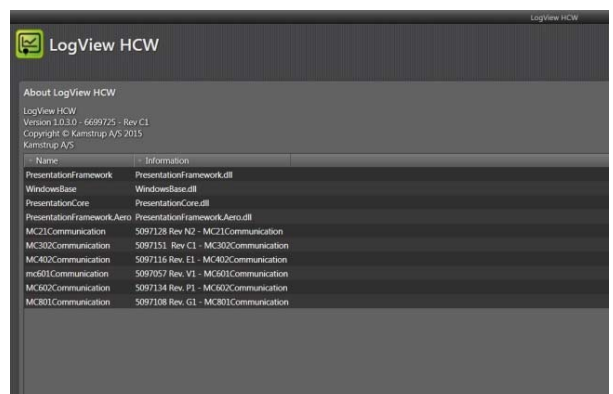 LogView HCW
LogView HCW
About LogView HCW
LogView HCW
Version 1.0.3.0 - 6699725 - Rev C1
Copyright © Kamstrup A/S 2015
Kamstrup A/S
Name Information
PresentationFramework PresentationFramework.dll
WindowsBase WindowsBase.dll
PresentationCore PresentationCore.dll
PresentationFramework.Aero PresentationFramework.Aero.dll
MC21Communication 5097128 Rev N2 - MC21Communication
MC302Communication 5097151 Rev C1 - MC302Communication
MC402Communication 5097116 Rev. E1 - MC402Communication
mc601Communication 5097057 Rev. V1 - MC601Communication
MC602Communication 5097134 Rev. P1 - MC602Communication
MC801Communication 5097108 Rev. G1 - MC801Communication